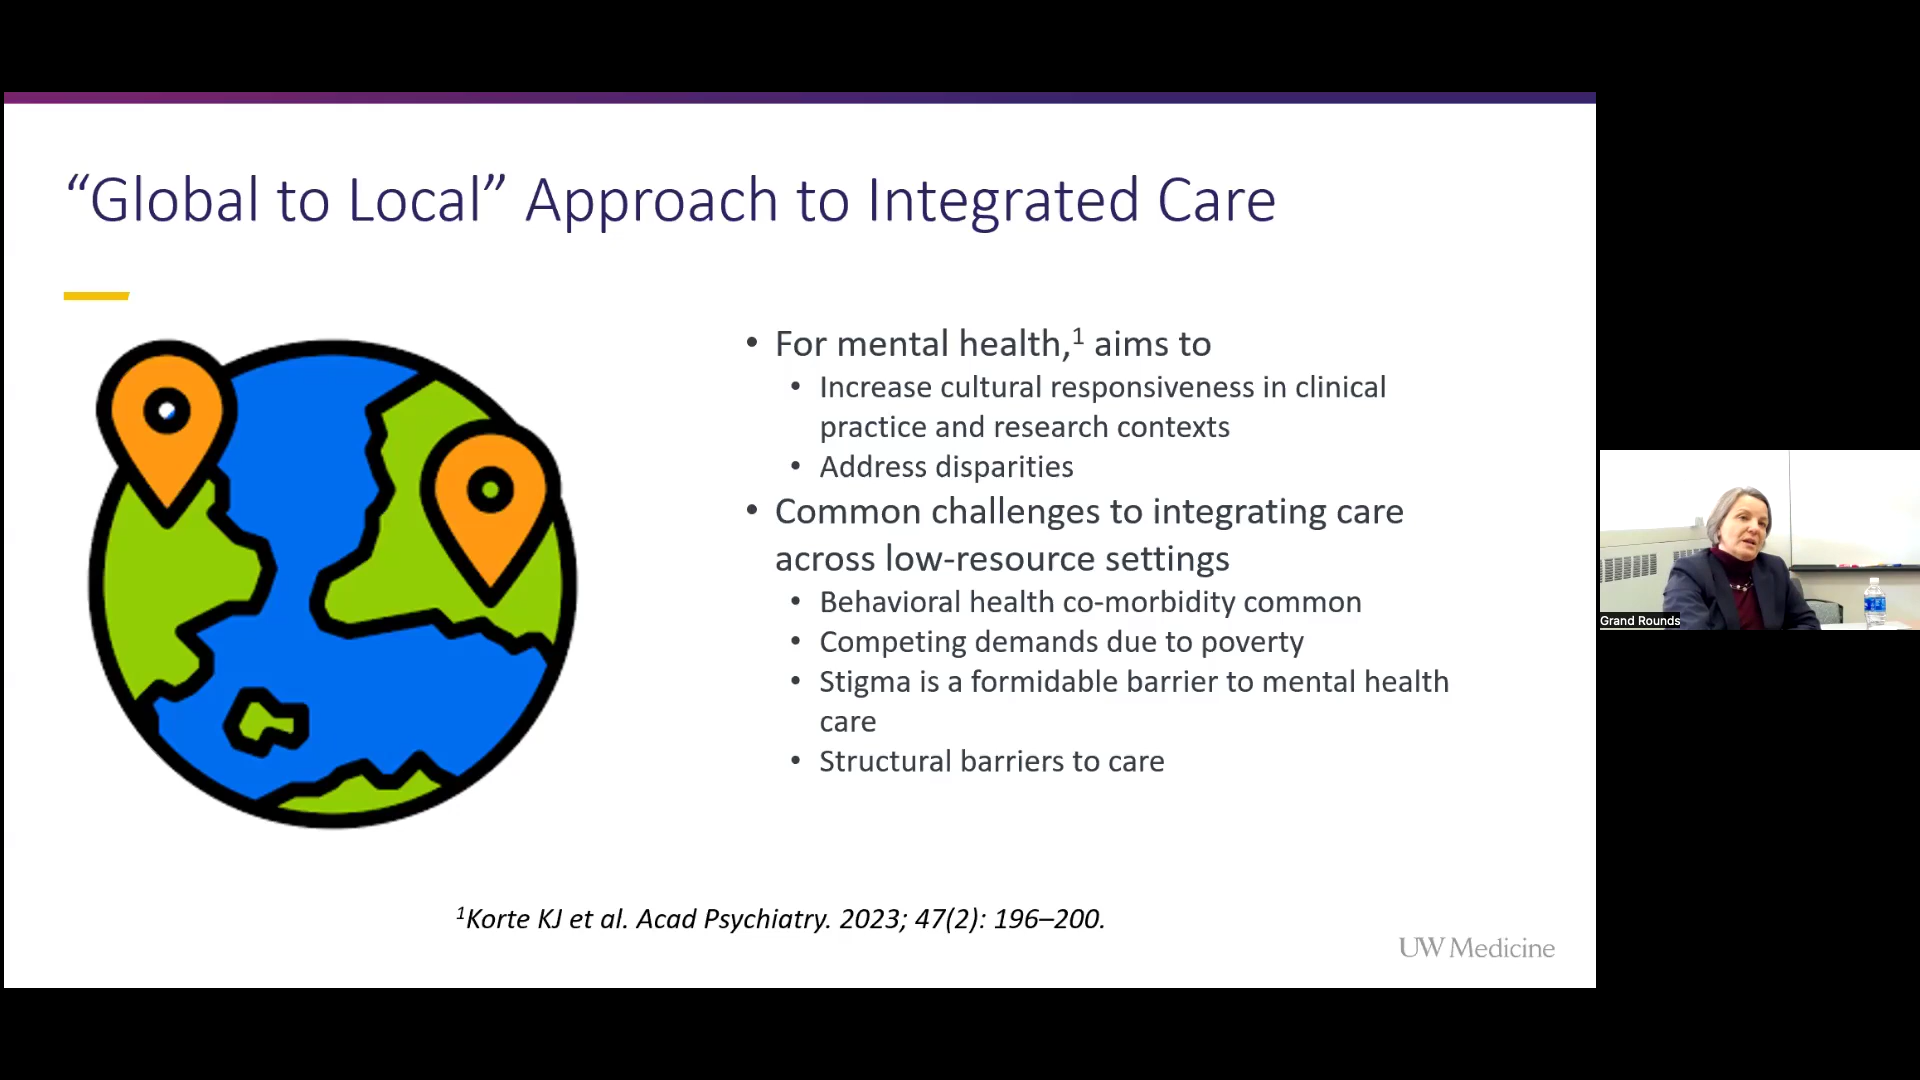 “Global to Local” Approach to Integrated Care
• For mental health,¹ aims to
• Increase cultural responsiveness in clinical
practice and research contexts
• Address disparities
• Common challenges to integrating care
across low-resource settings
• Behavioral health co-morbidity common
• Competing demands due to poverty
• Stigma is a formidable barrier to mental health
care
• Structural barriers to care
¹Korte KJ et al. Acad Psychiatry. 2023; 47(2): 196–200.
UW Medicine
Grand Rounds